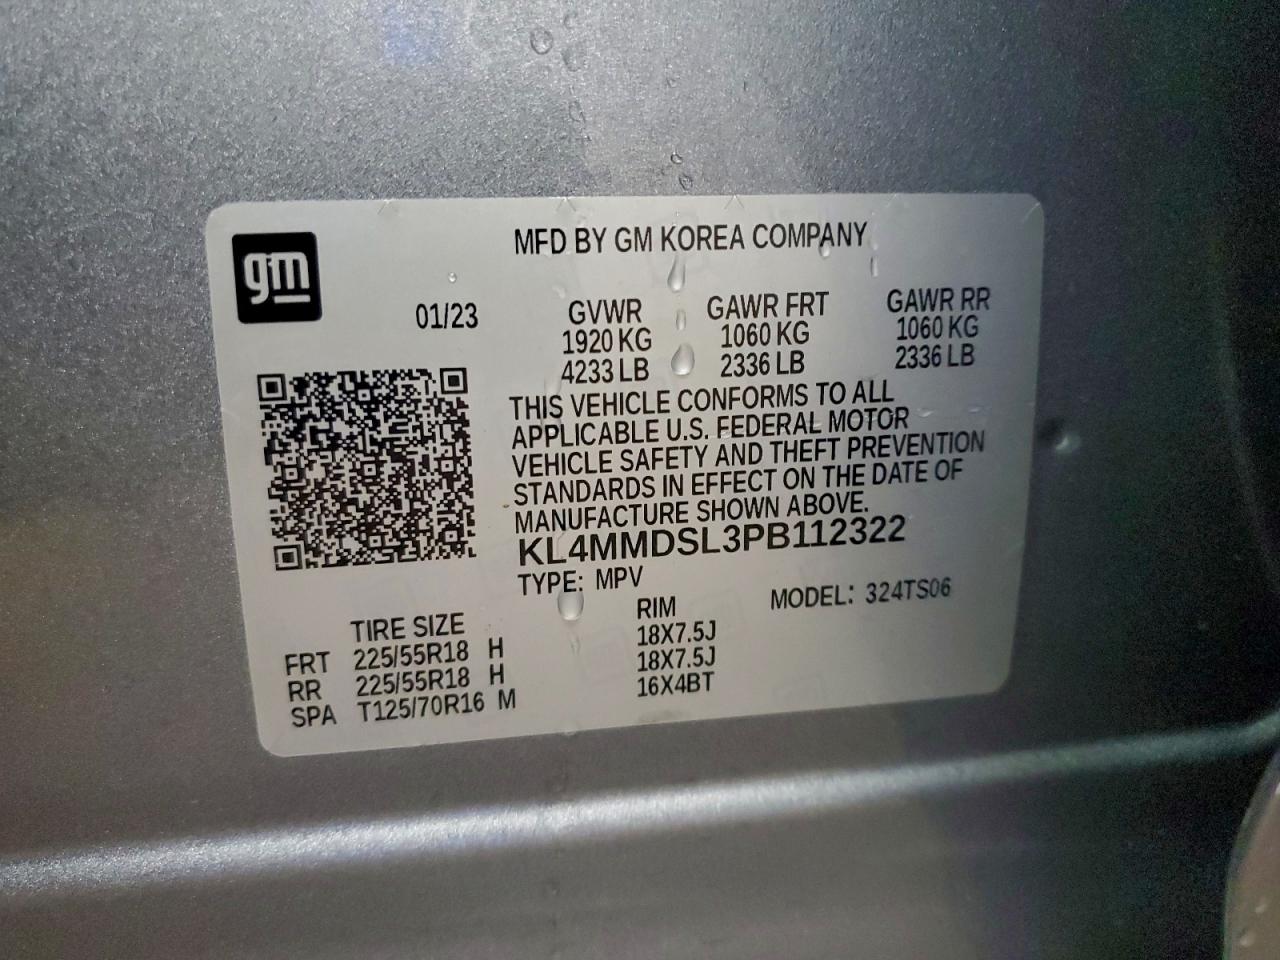 gm
MFD BY GM KOREA COMPANY
01/23 GVWR GAWR FRT GAWR RR
1920 KG 1060 KG 1060 KG
4233 LB 2336 LB 2336 LB
THIS VEHICLE CONFORMS TO ALL
APPLICABLE U.S. FEDERAL MOTOR
VEHICLE SAFETY AND THEFT PREVENTION
STANDARDS IN EFFECT ON THE DATE OF
MANUFACTURE SHOWN ABOVE.
KL4MMDSL3PB112322
TYPE: MPV MODEL: 324TS06
TIRE SIZE RIM
FRT 225/55R18 H 18X7.5J
RR 225/55R18 H 18X7.5J
SPA T125/70R16 M 16X4BT